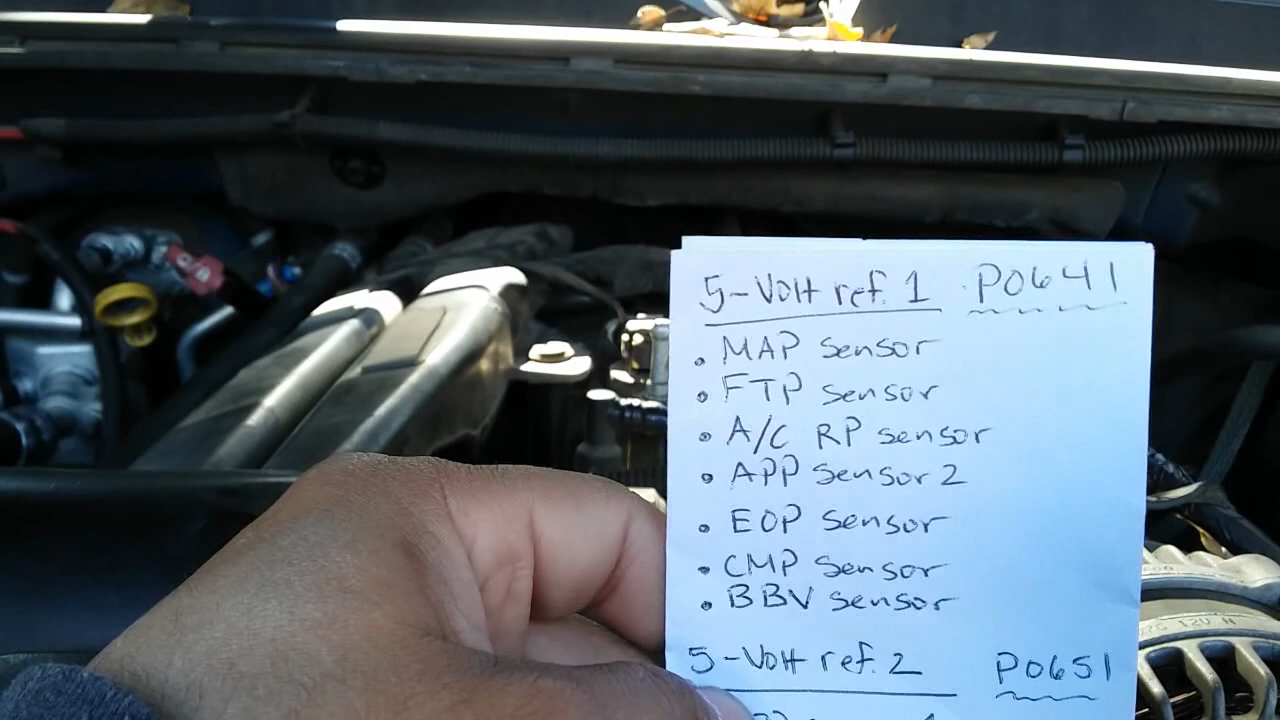 5-Volt ref. 1 P0641
• MAP sensor
• FTP sensor
• A/C RP sensor
• APP sensor 2
• EOP sensor
• CMP sensor
• BBV sensor
5-Volt ref. 2 P0651